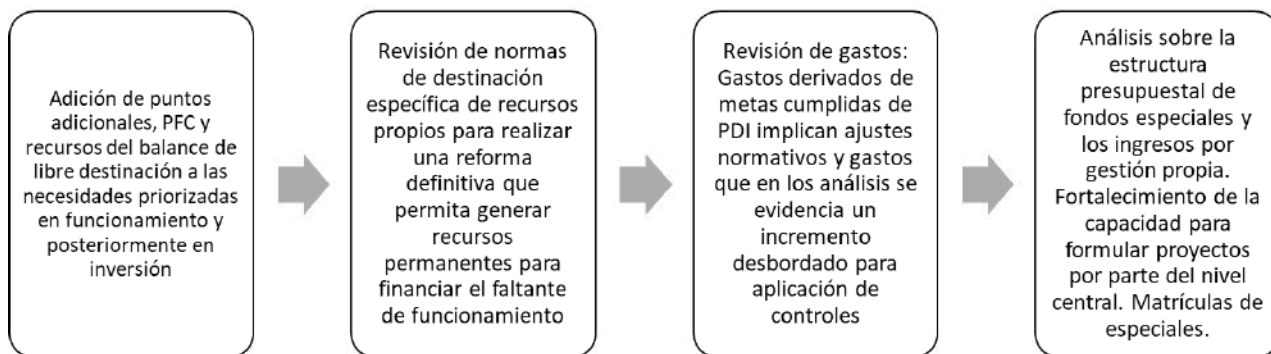 Adición de puntos
adicionales, PFC y
recursos del balance de
libre destinación a las
necesidades priorizadas
en funcionamiento y
posteriormente en
inversión
Revisión de normas
de destinación
específica de recursos
propios para realizar
una reforma
definitiva que
permita generar
recursos
permanentes para
financiar el faltante
de funcionamiento
Revisión de gastos:
Gastos derivados de
metas cumplidas de
PDI implican ajustes
normativos y gastos
que en los análisis se
evidencia un
incremento
desbordado para
aplicación de
controles
Análisis sobre la
estructura
presupuestal de
fondos especiales y
los ingresos por
gestión propia.
Fortalecimiento de la
capacidad para
formular proyectos
por parte del nivel
central. Matrículas de
especiales.